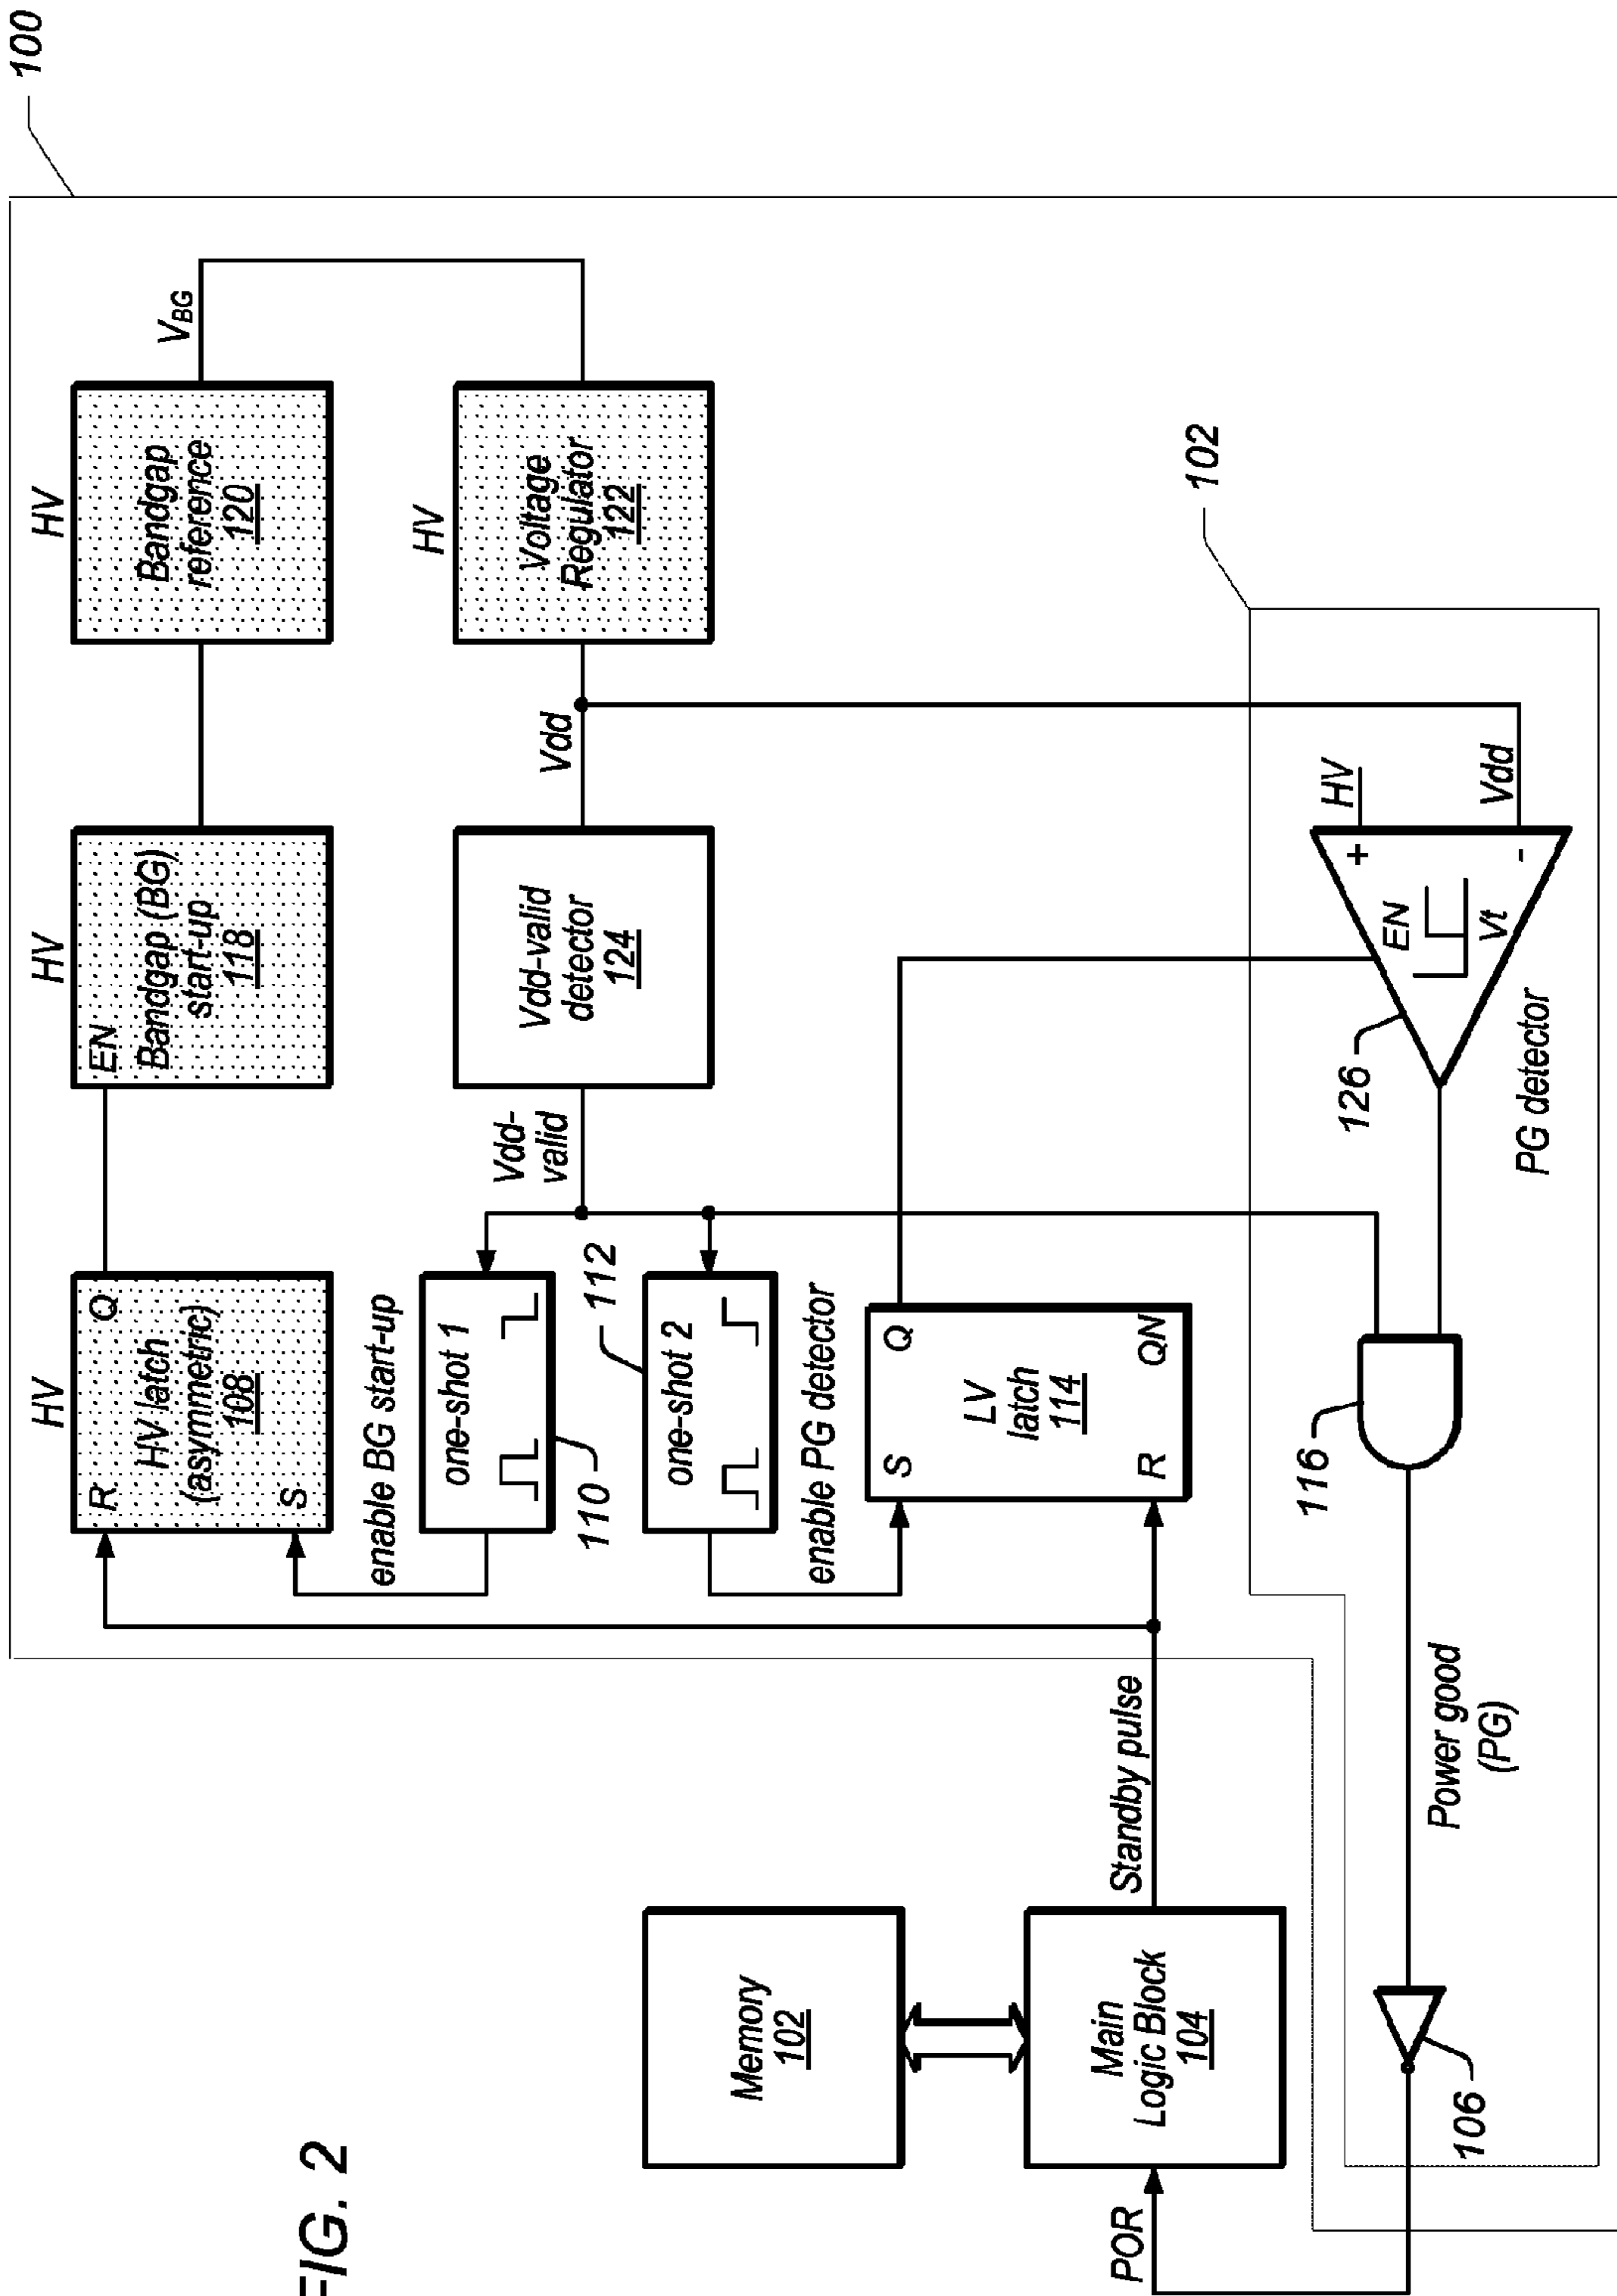 100
HV
HV latch
(asymmetric)
108
R
Q
S
HV
EN
Bandgap (BG)
start-up
118
HV
Bandgap
reference
120
VBG
enable BG start-up
one-shot 1
110
Vdd-
valid
Vdd-valid
detector
124
Vdd
HV
Voltage
Regulator
122
112
one-shot 2
enable PG detector
S
Q
LV
latch
114
R
QN
102
Memory
102
Main
Logic Block
104
Standby pulse
POR
106
Power good
(PG)
116
126
HV
+
EN
Vt
-
Vdd
PG detector
FIG. 2